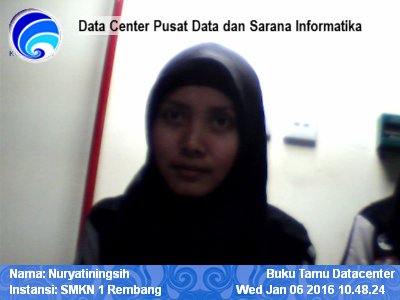 Data Center Pusat Data dan Sarana Informatika
Nama: Nuryatiningsih
Buku Tamu Datacenter
Instansi: SMKN 1 Rembang
Wed Jan 06 2016 10.48.24